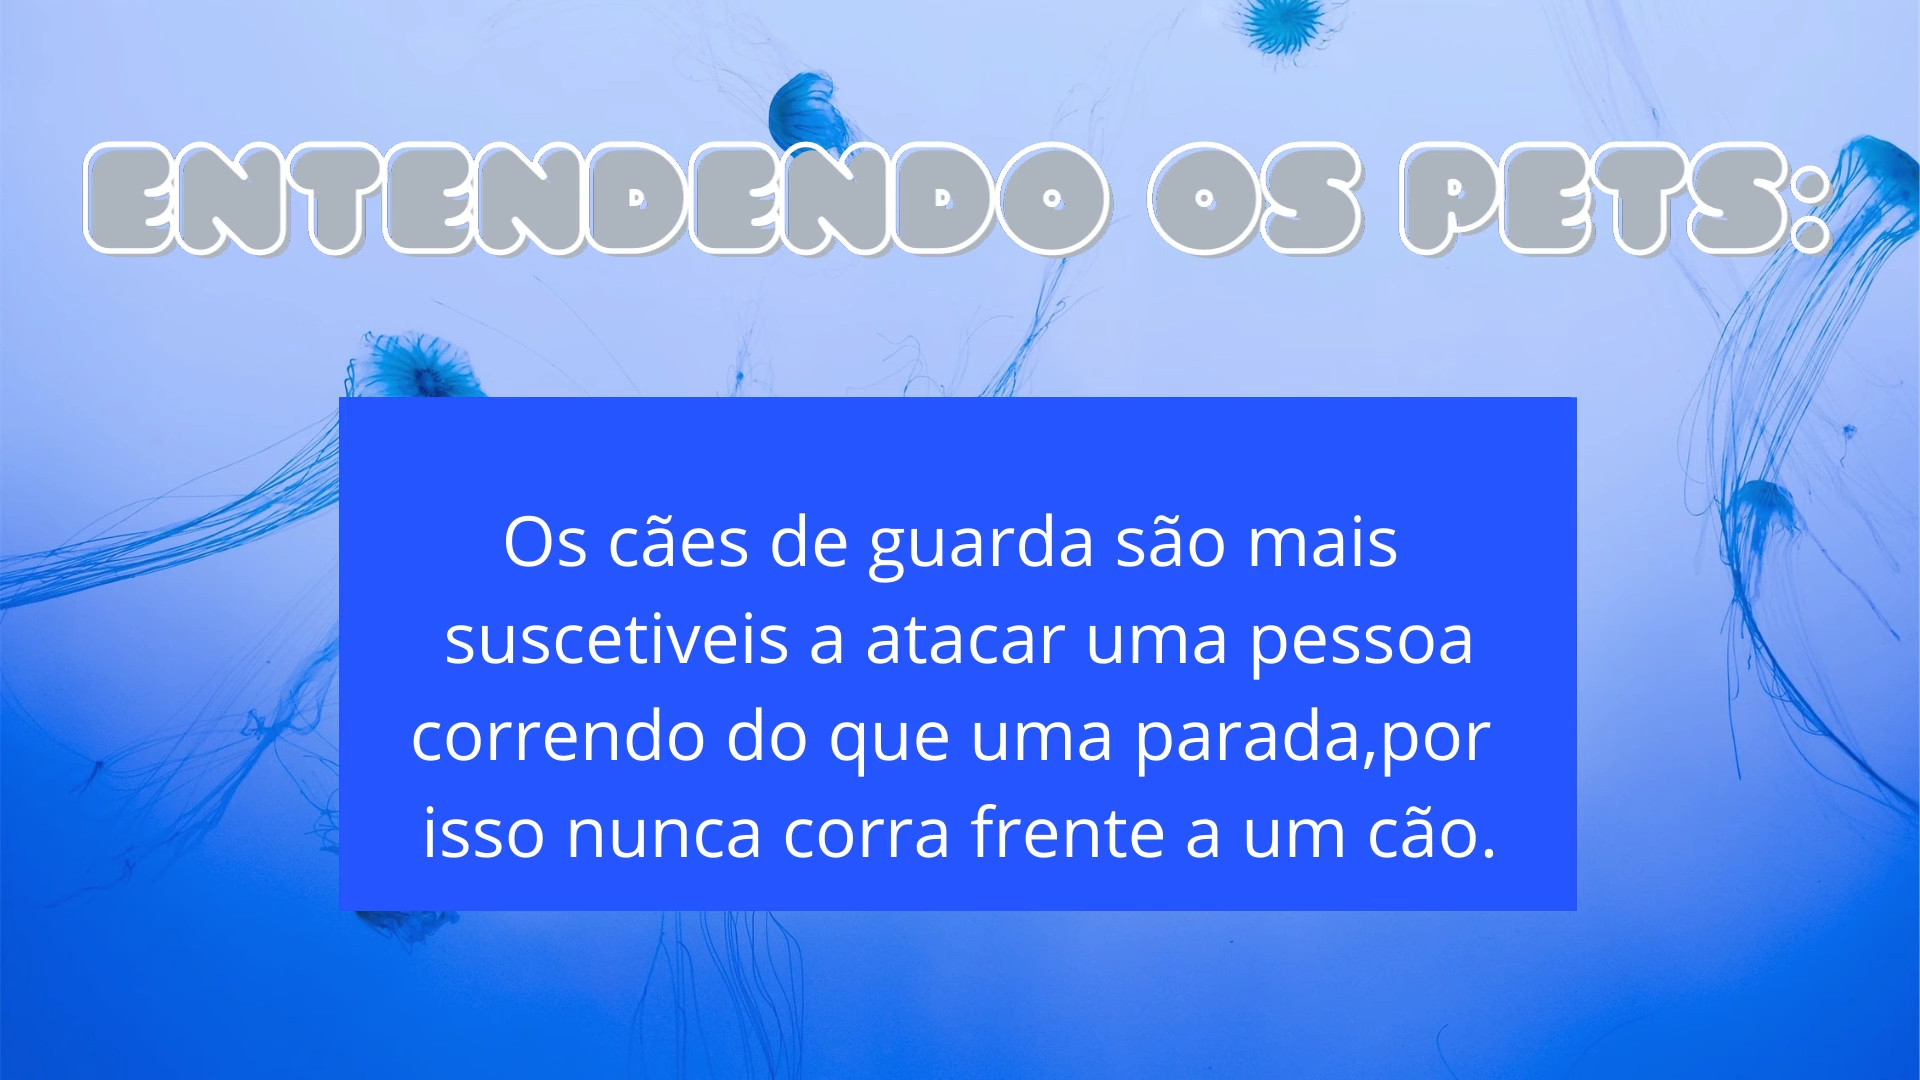 ENTENDENDO OS PETS:
Os cães de guarda são mais
suscetiveis a atacar uma pessoa
correndo do que uma parada,por
isso nunca corra frente a um cão.